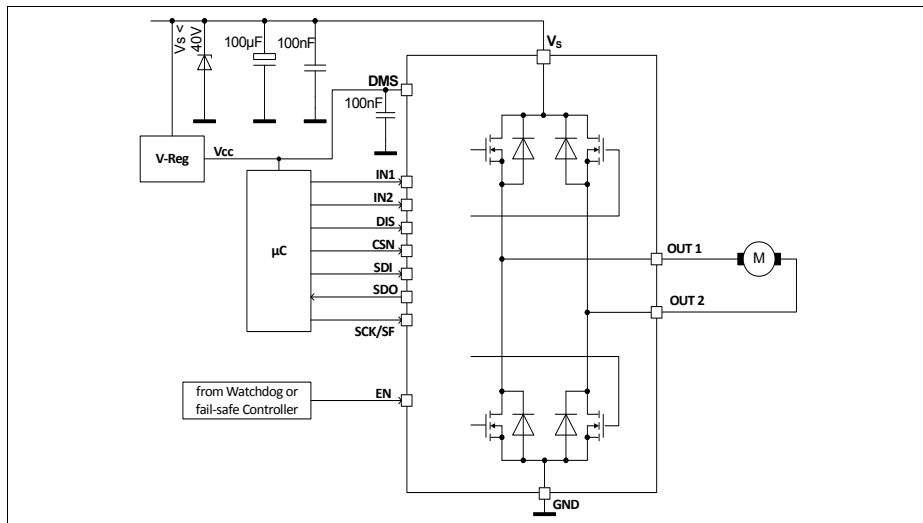 Vs <
40V
100µF
100nF
Vs
DMS
100nF
V-Reg
Vcc
IN1
IN2
DIS
µC
CSN
SDI
SDO
SCK/SF
OUT 1
M
OUT 2
from Watchdog or
fail-safe Controller
EN
GND